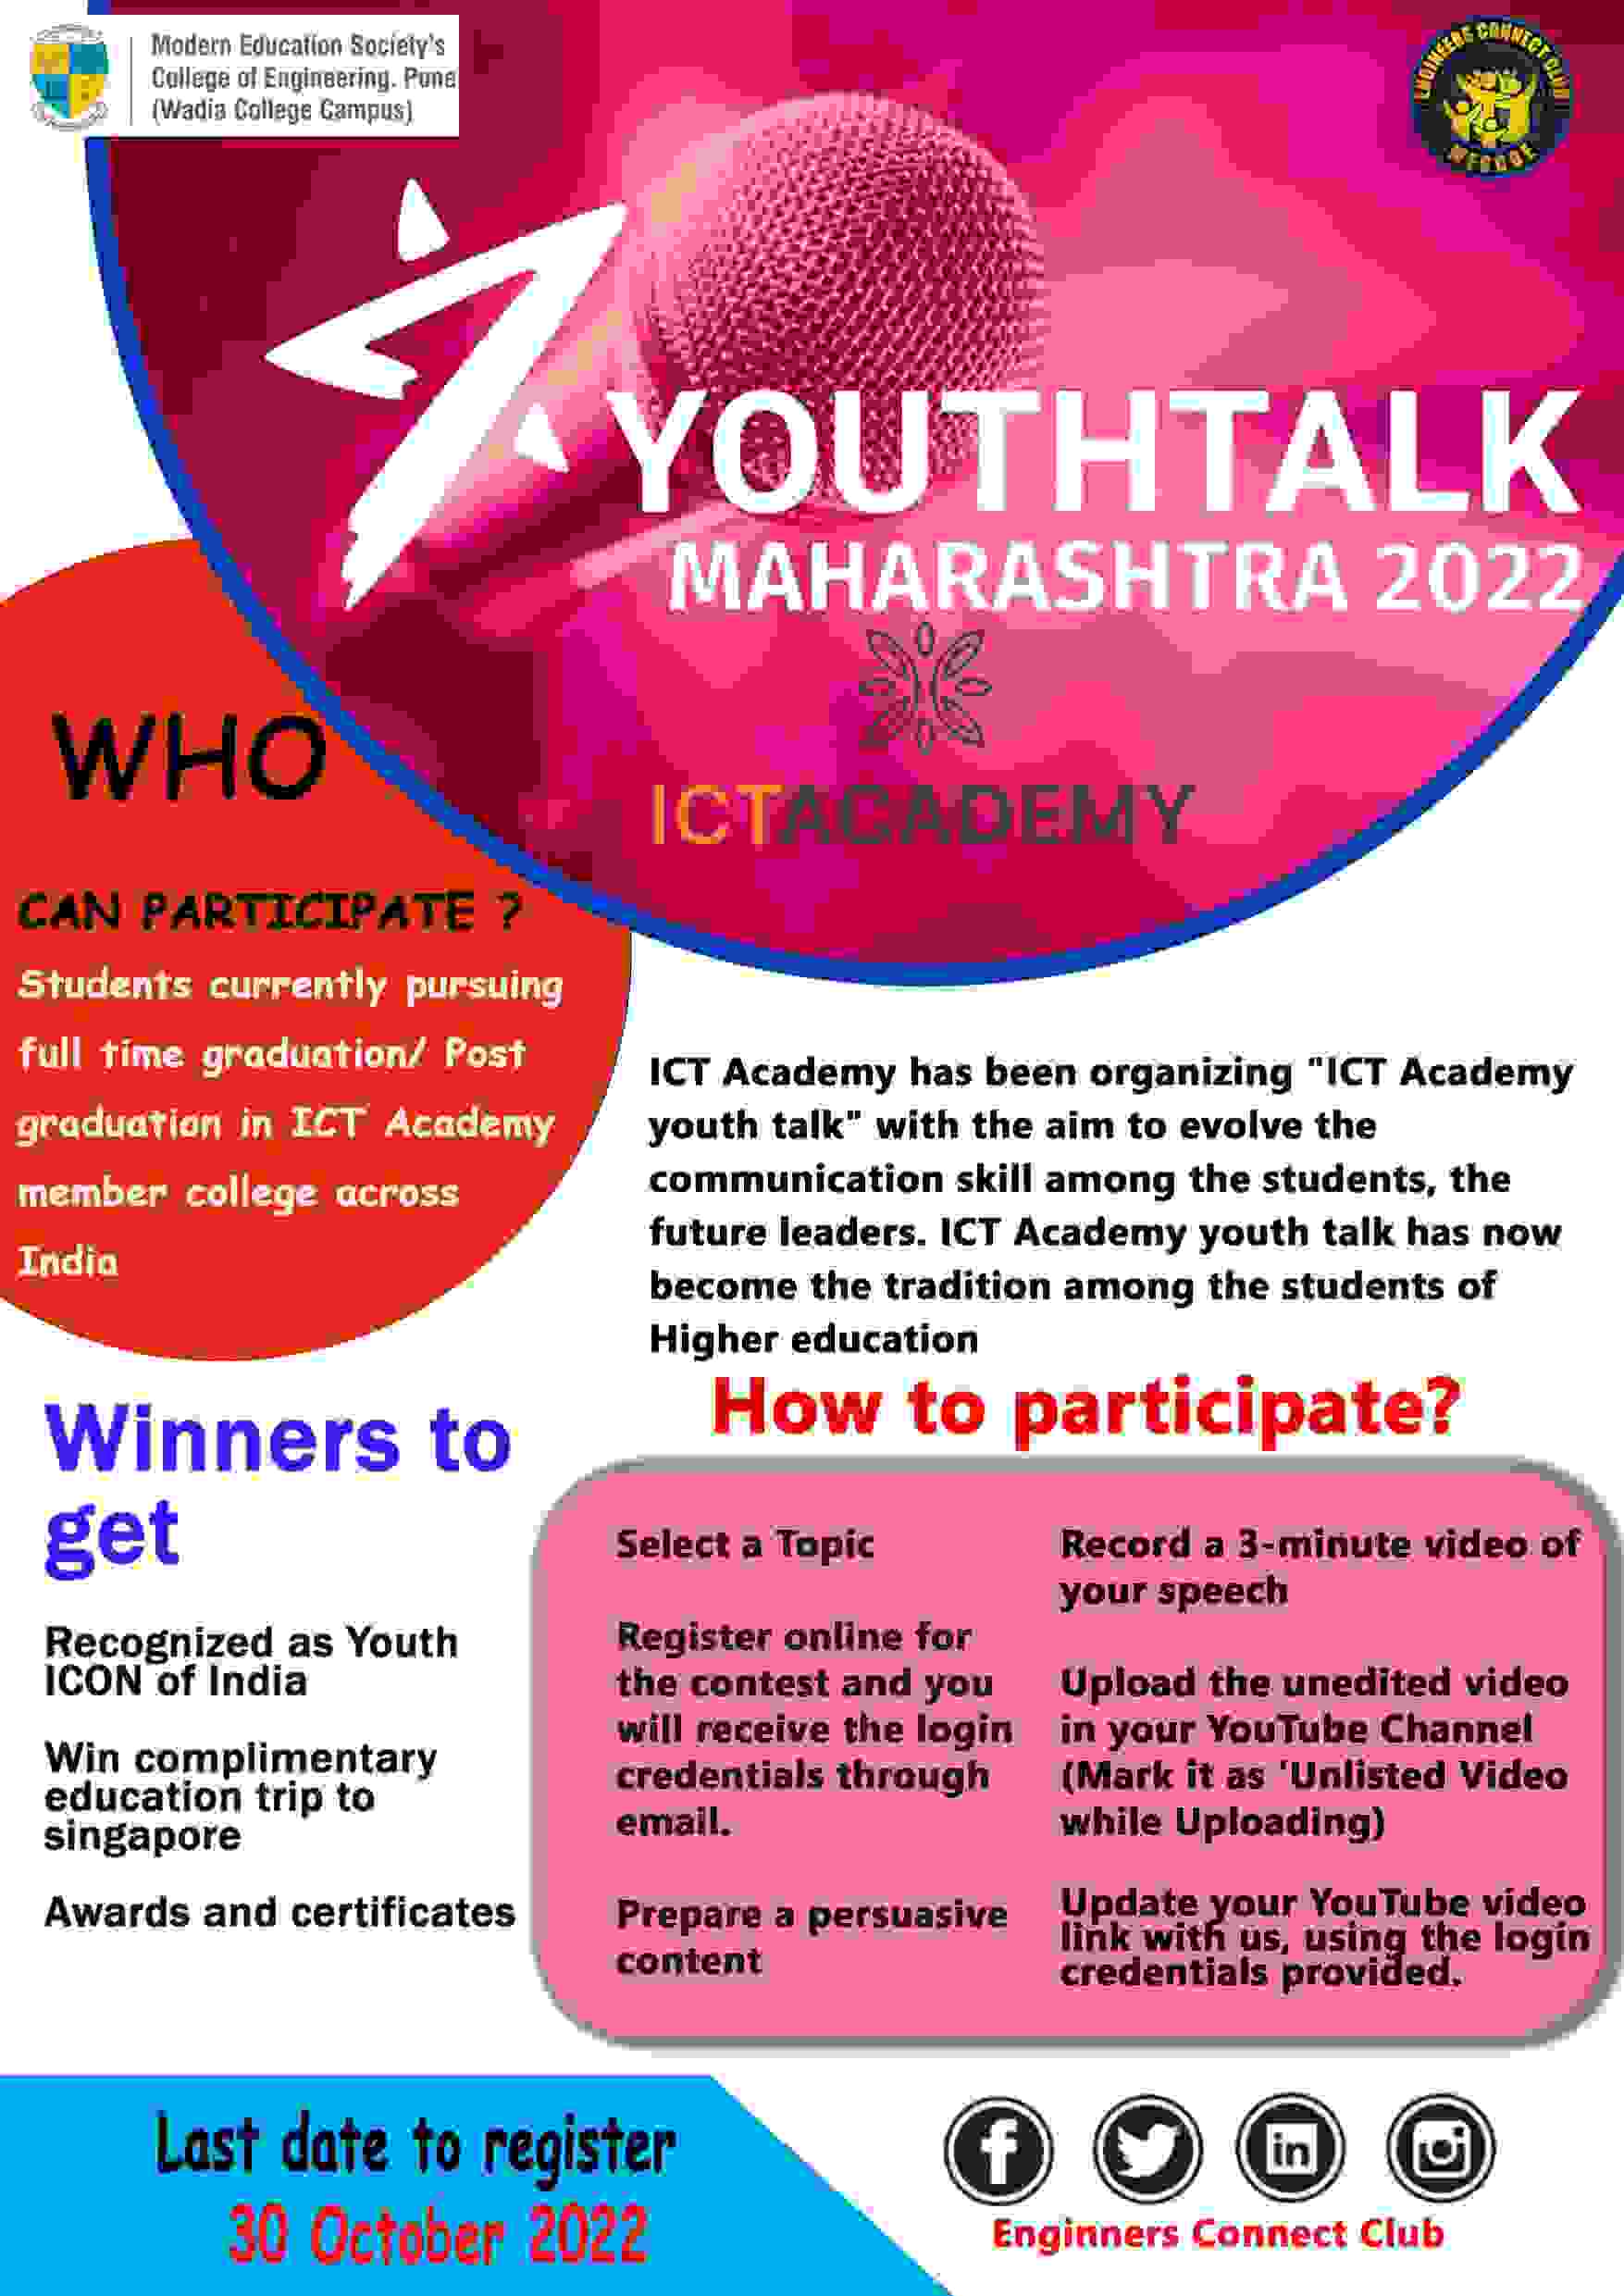 Modern Education Society's
College of Engineering. Pune
(Wadia College Campus)
ENGINEERS CONNECT CLUB
YOUTHTALK
MAHARASHTRA 2022
ICTACADEMY
WHO
CAN PARTICIPATE ?
Students currently pursuing
full time graduation/ Post
graduation in ICT Academy
member college across
India
ICT Academy has been organizing "ICT Academy
youth talk" with the aim to evolve the
communication skill among the students, the
future leaders. ICT Academy youth talk has now
become the tradition among the students of
Higher education
Winners to
get
Recognized as Youth
ICON of India
Win complimentary
education trip to
singapore
Awards and certificates
How to participate?
Select a Topic
Register online for
the contest and you
will receive the login
credentials through
email.
Prepare a persuasive
content
Record a 3-minute video of
your speech
Upload the unedited video
in your YouTube Channel
(Mark it as 'Unlisted Video
while Uploading)
Update your YouTube video
link with us, using the login
credentials provided.
Last date to register
30 October 2022
Enginners Connect Club